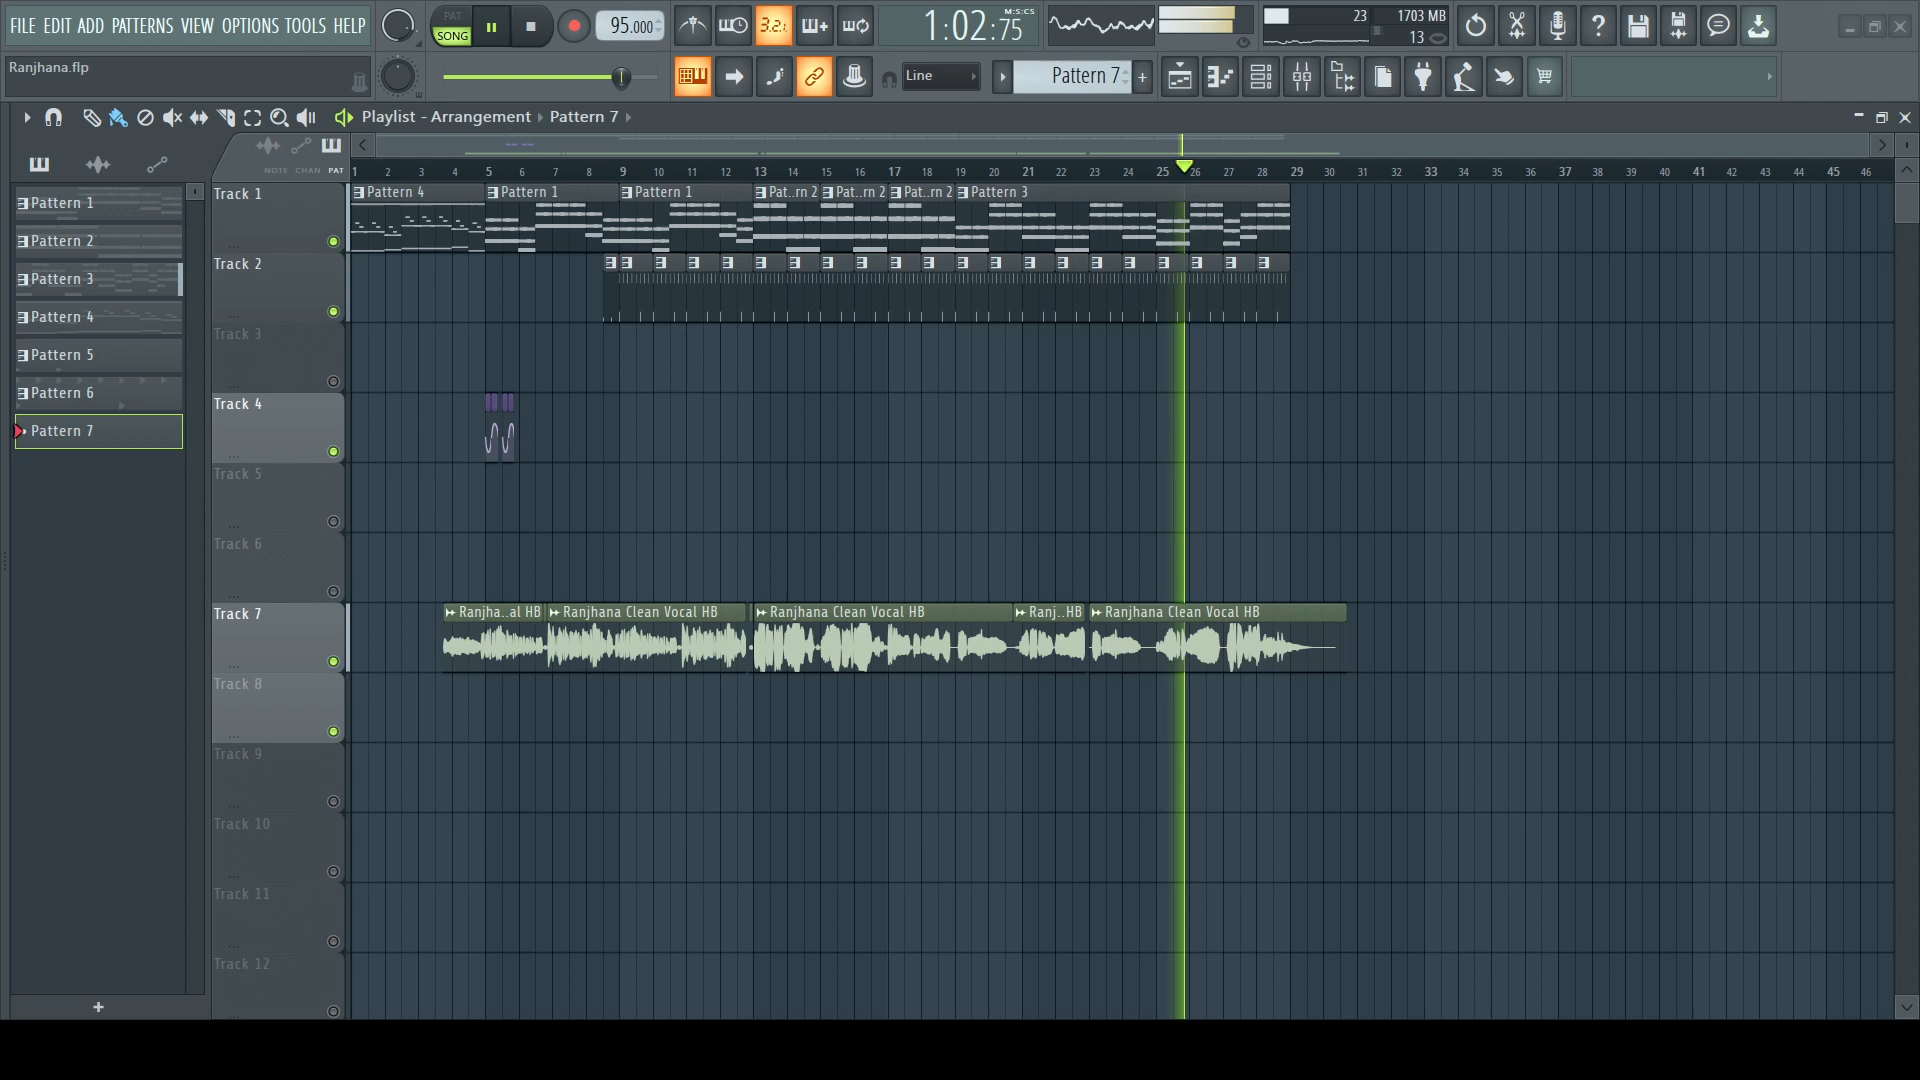 FILE EDIT ADD PATTERNS VIEW OPTIONS TOOLS HELP
PAT
SONG
95.000
3.2.
1:02:75
M:S:CS
23
1703 MB
13
Ranjhana.flp
Line
Pattern 7
Playlist - Arrangement › Pattern 7 ›
NOTE CHAN PAT
1 2 3 4 5 6 7 8 9 10 11 12 13 14 15 16 17 18 19 20 21 22 23 24 25 26 27 28 29 30 31 32 33 34 35 36 37 38 39 40 41 42 43 44 45 46
Pattern 1
Pattern 2
Pattern 3
Pattern 4
Pattern 5
Pattern 6
Pattern 7
Track 1
Pattern 4 Pattern 1 Pattern 1 Pat..rn 2 Pat..rn 2 Pat..rn 2 Pattern 3
Track 2
Track 3
Track 4
Track 5
Track 6
Track 7
Ranjha..al HB Ranjhana Clean Vocal HB Ranjhana Clean Vocal HB Ranj..HB Ranjhana Clean Vocal HB
Track 8
Track 9
Track 10
Track 11
Track 12